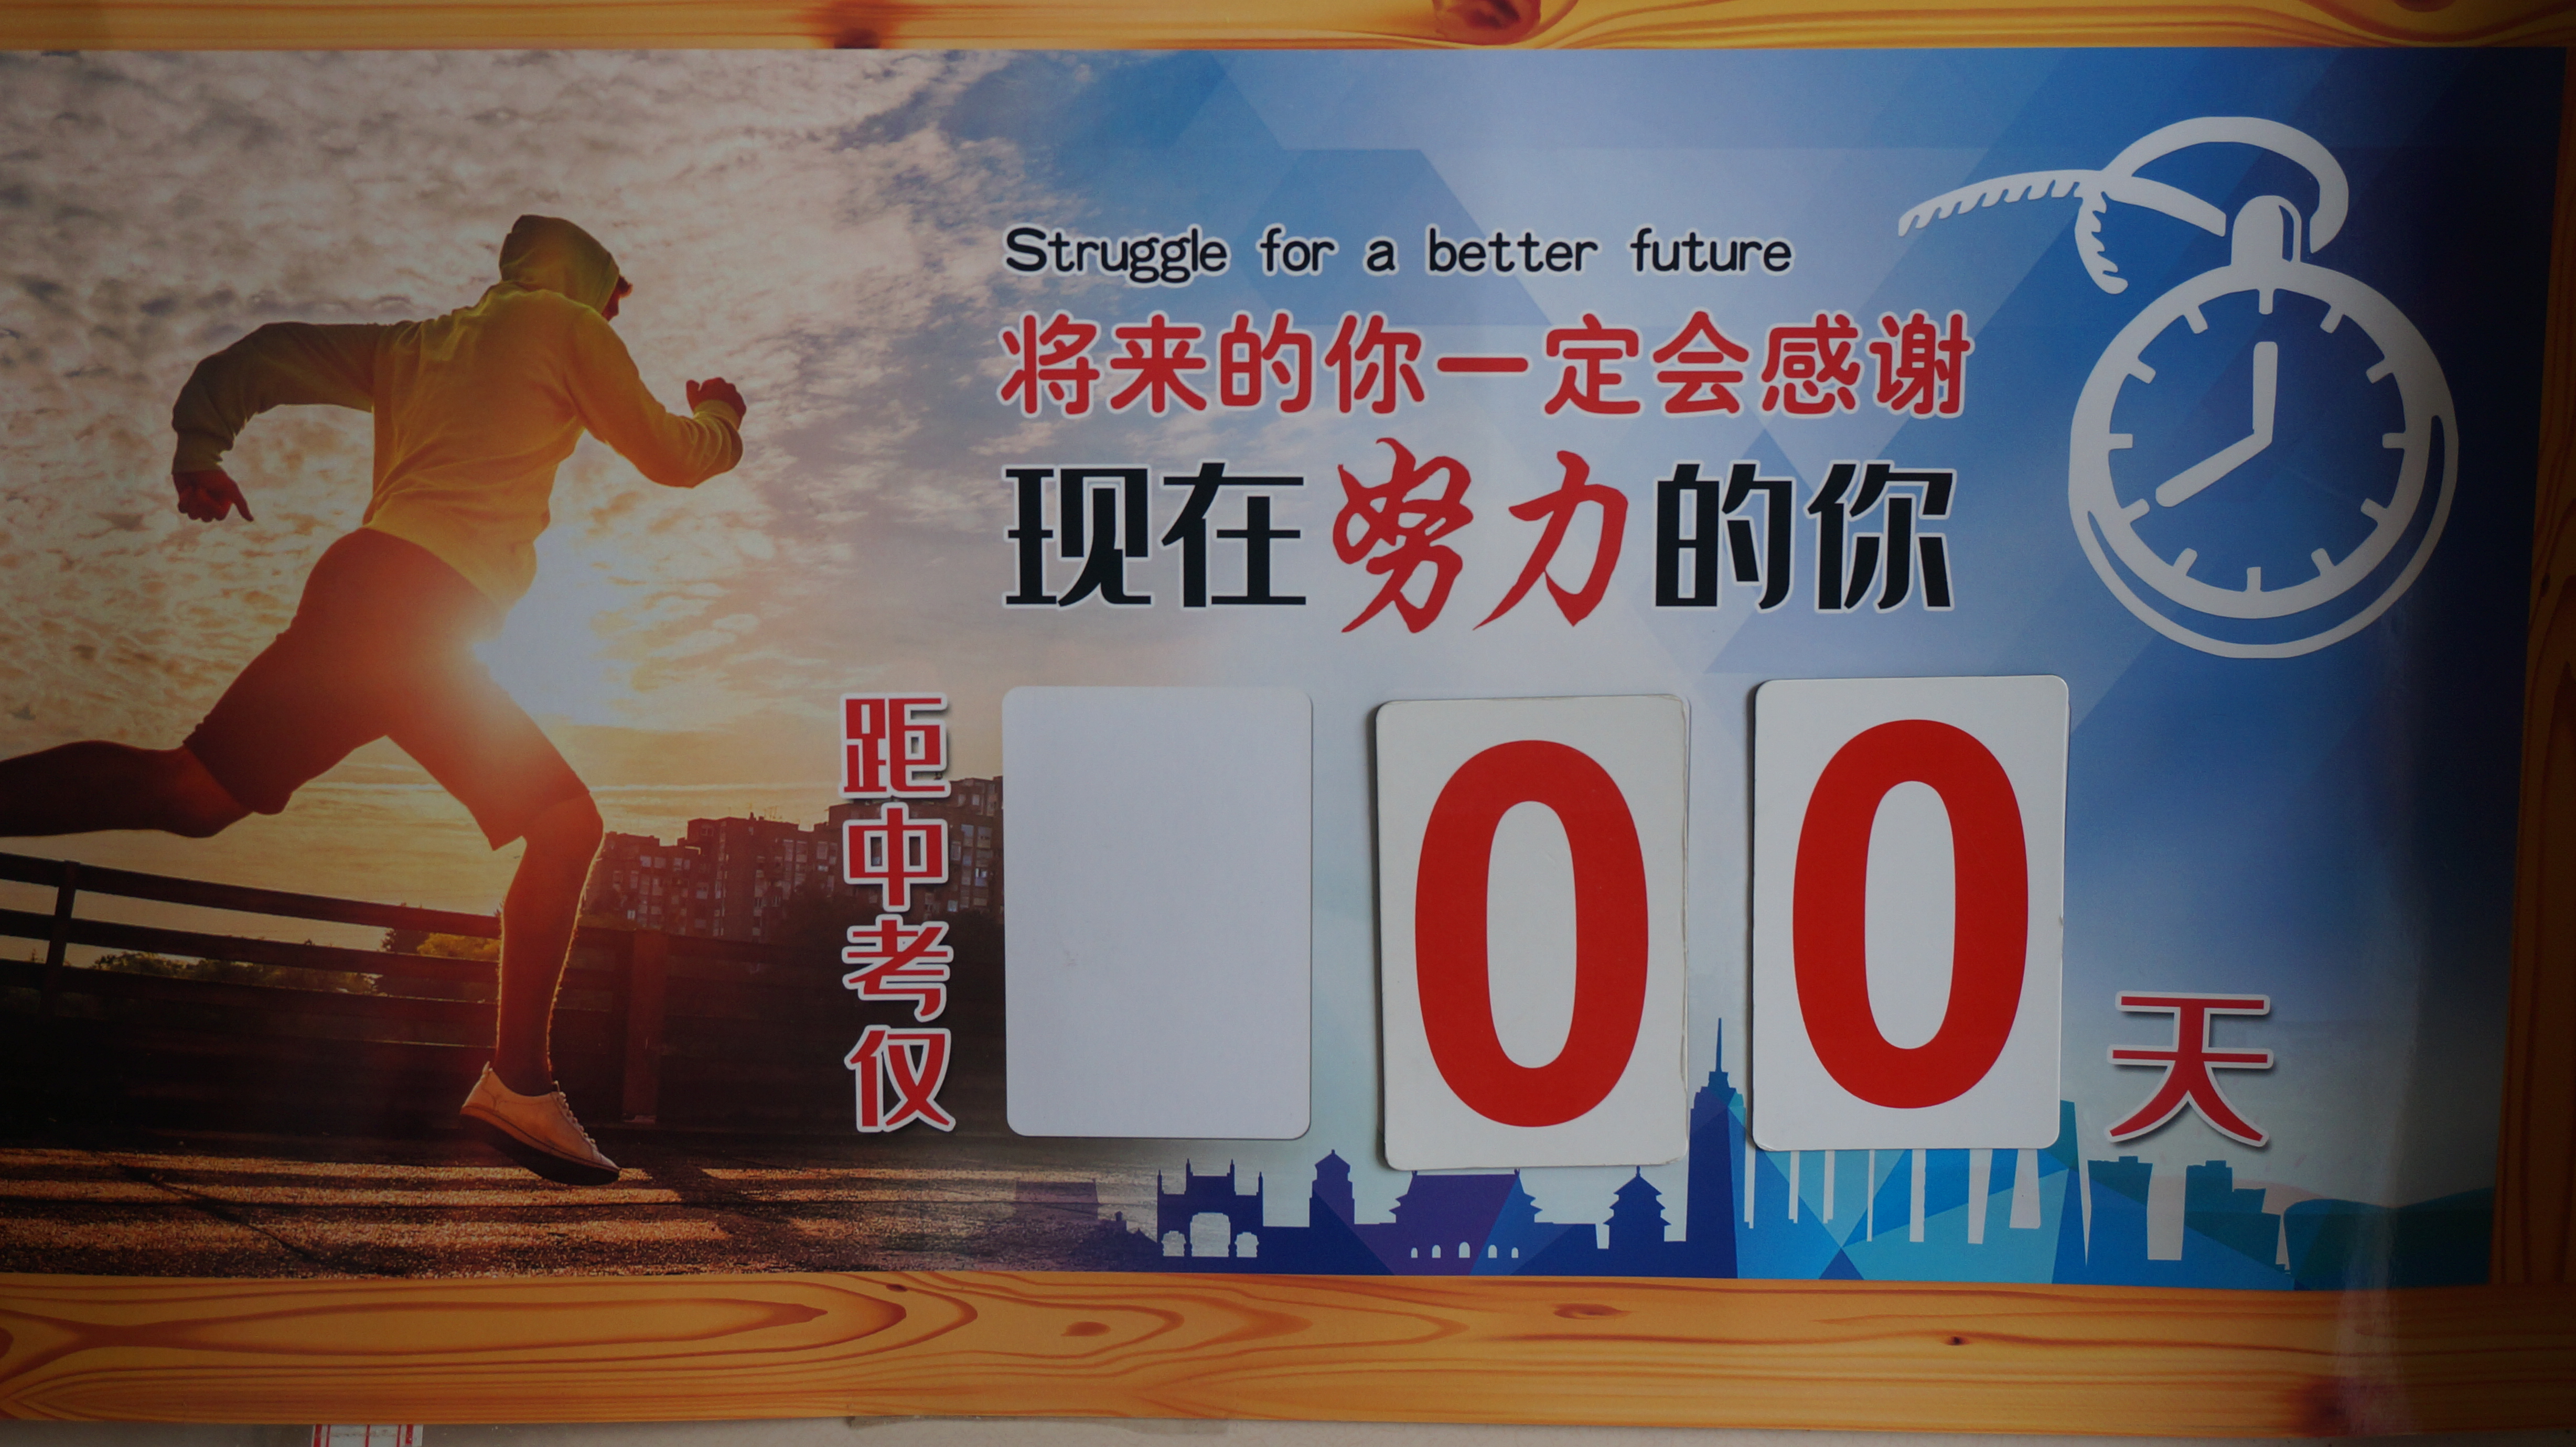 Struggle for a better future
将来的你一定会感谢
现在努力的你
距中考仅
00
天